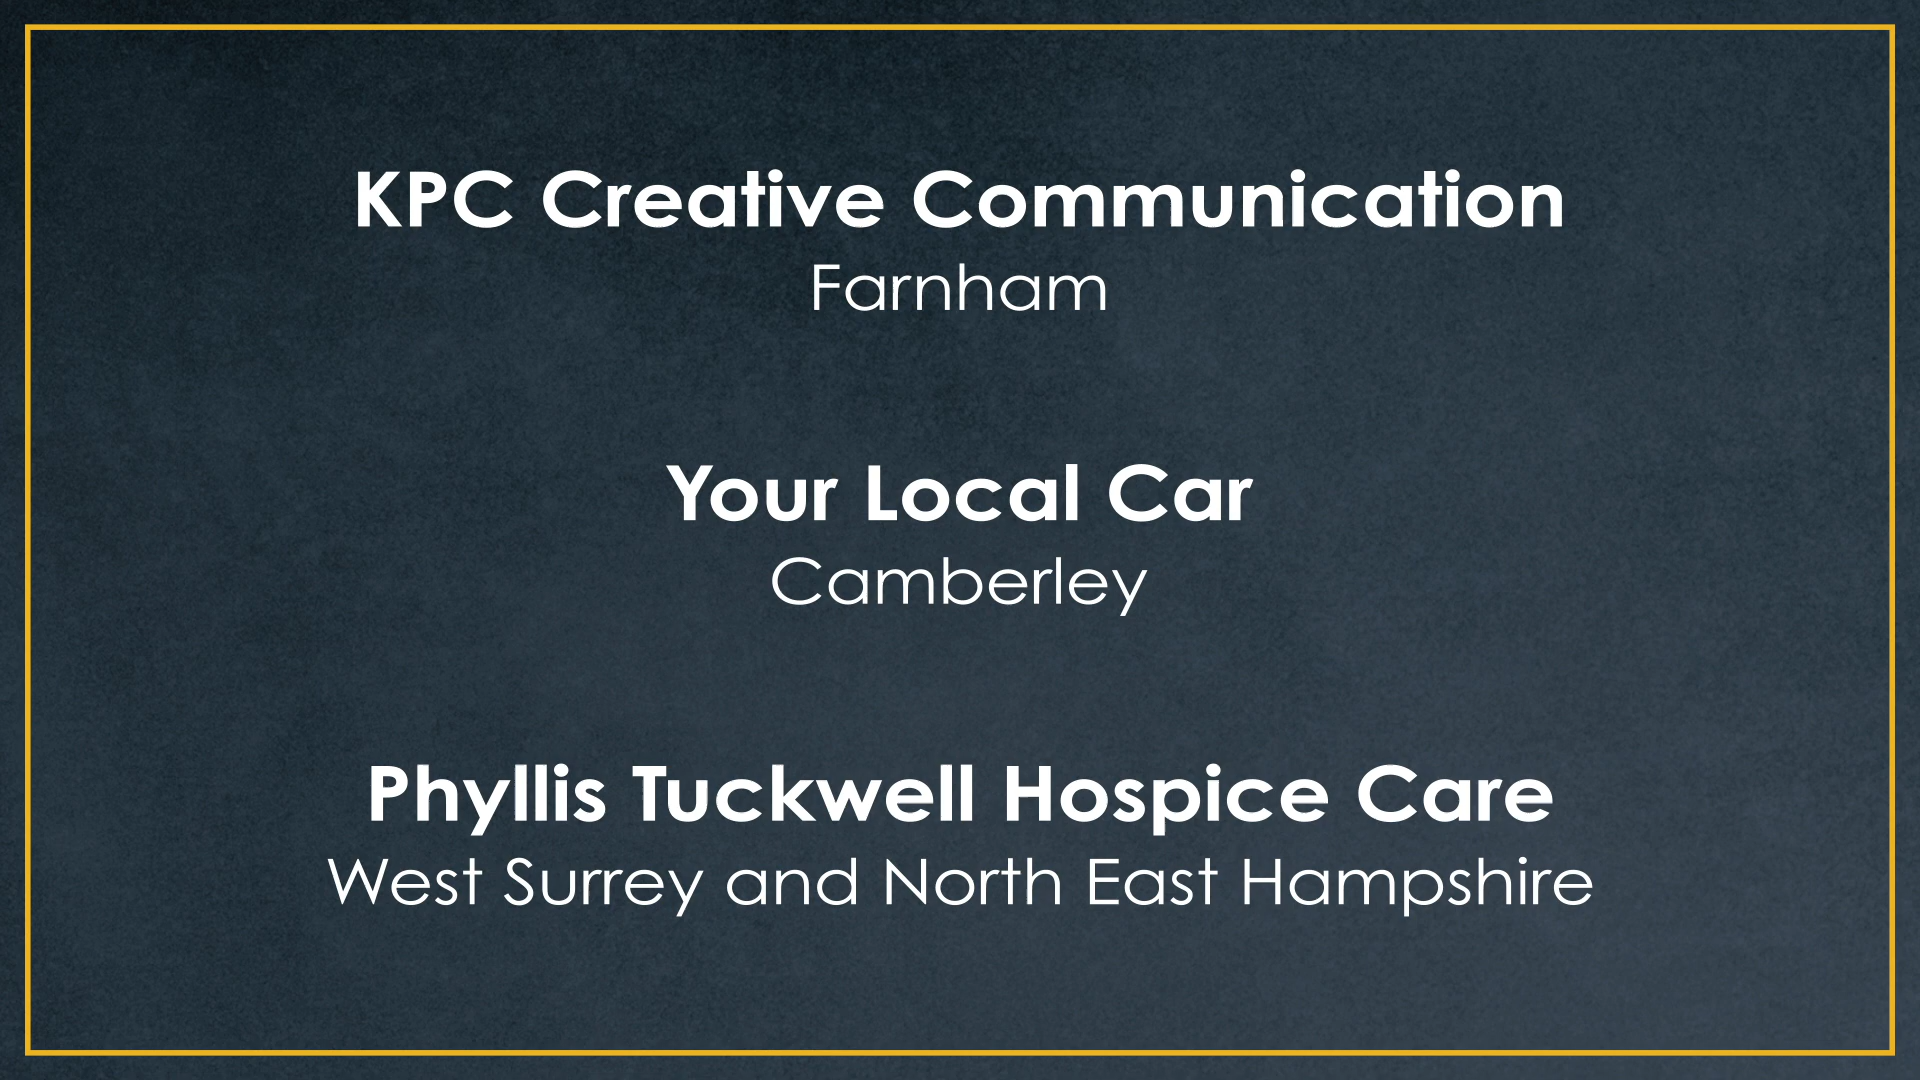 KPC Creative Communication
Farnham
Your Local Car
Camberley
Phyllis Tuckwell Hospice Care
West Surrey and North East Hampshire